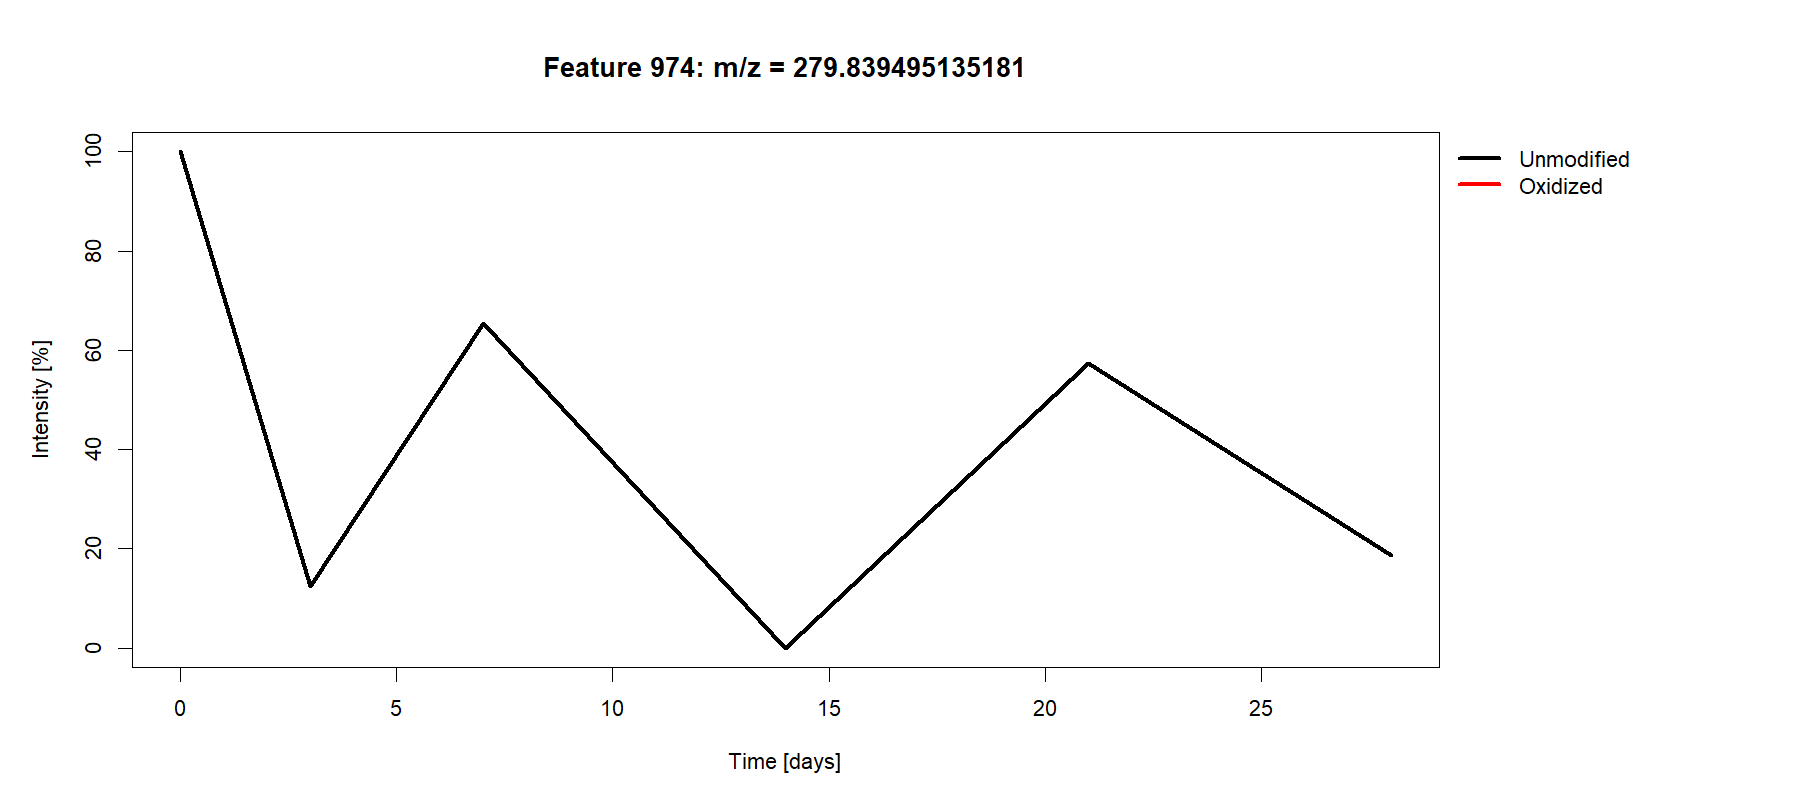 Feature 974: m/z = 279.839495135181
Unmodified
Oxidized
Intensity [%]
100
80
60
40
20
0
0 5 10 15 20 25
Time [days]